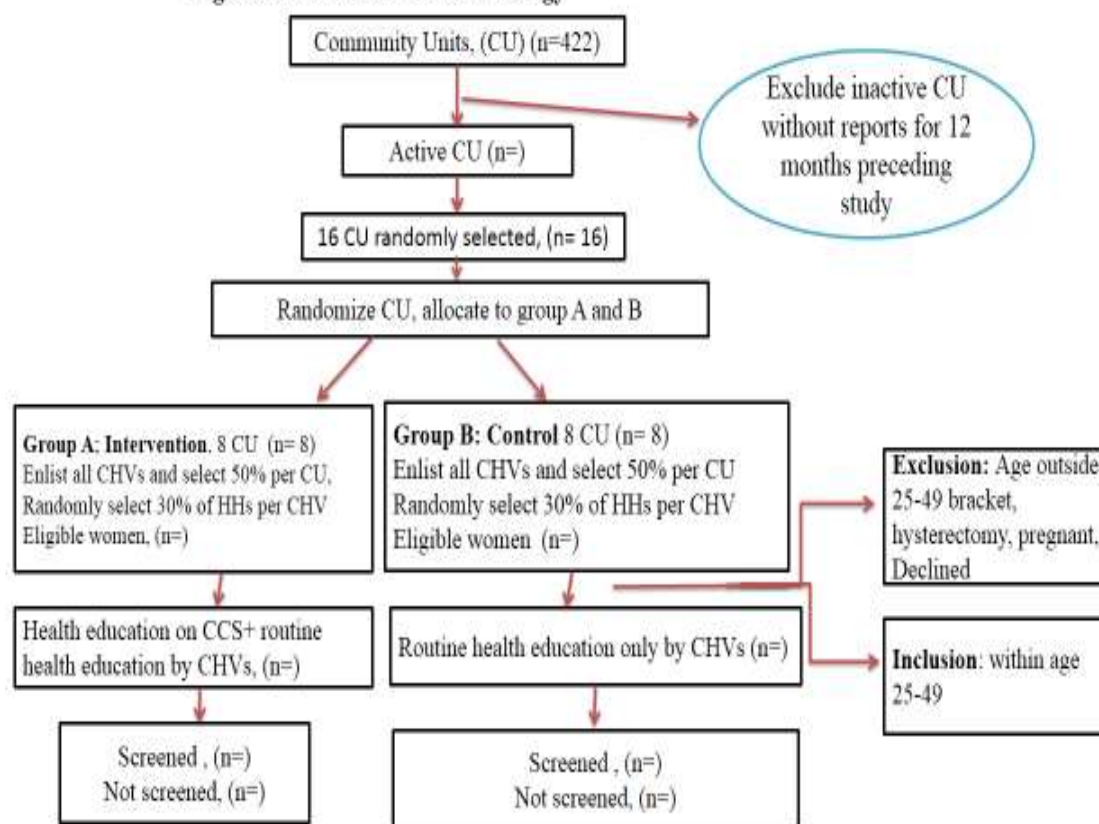 Community Units, (CU) (n=422)
Exclude inactive CU
without reports for 12
months preceding
study
Active CU (n=)
16 CU randomly selected, (n= 16)
Randomize CU, allocate to group A and B
Group A: Intervention. 8 CU (n= 8)
Enlist all CHVs and select 50% per CU,
Randomly select 30% of HHs per CHV
Eligible women, (n=)
Group B: Control 8 CU (n= 8)
Enlist all CHVs and select 50% per CU
Randomly select 30% of HHs per CHV
Eligible women (n=)
Exclusion: Age outside
25-49 bracket,
hysterectomy, pregnant,
Declined
Health education on CCS+ routine
health education by CHVs, (n=)
Routine health education only by CHVs (n=)
Inclusion: within age
25-49
Screened , (n=)
Not screened, (n=)
Screened , (n=)
Not screened, (n=)